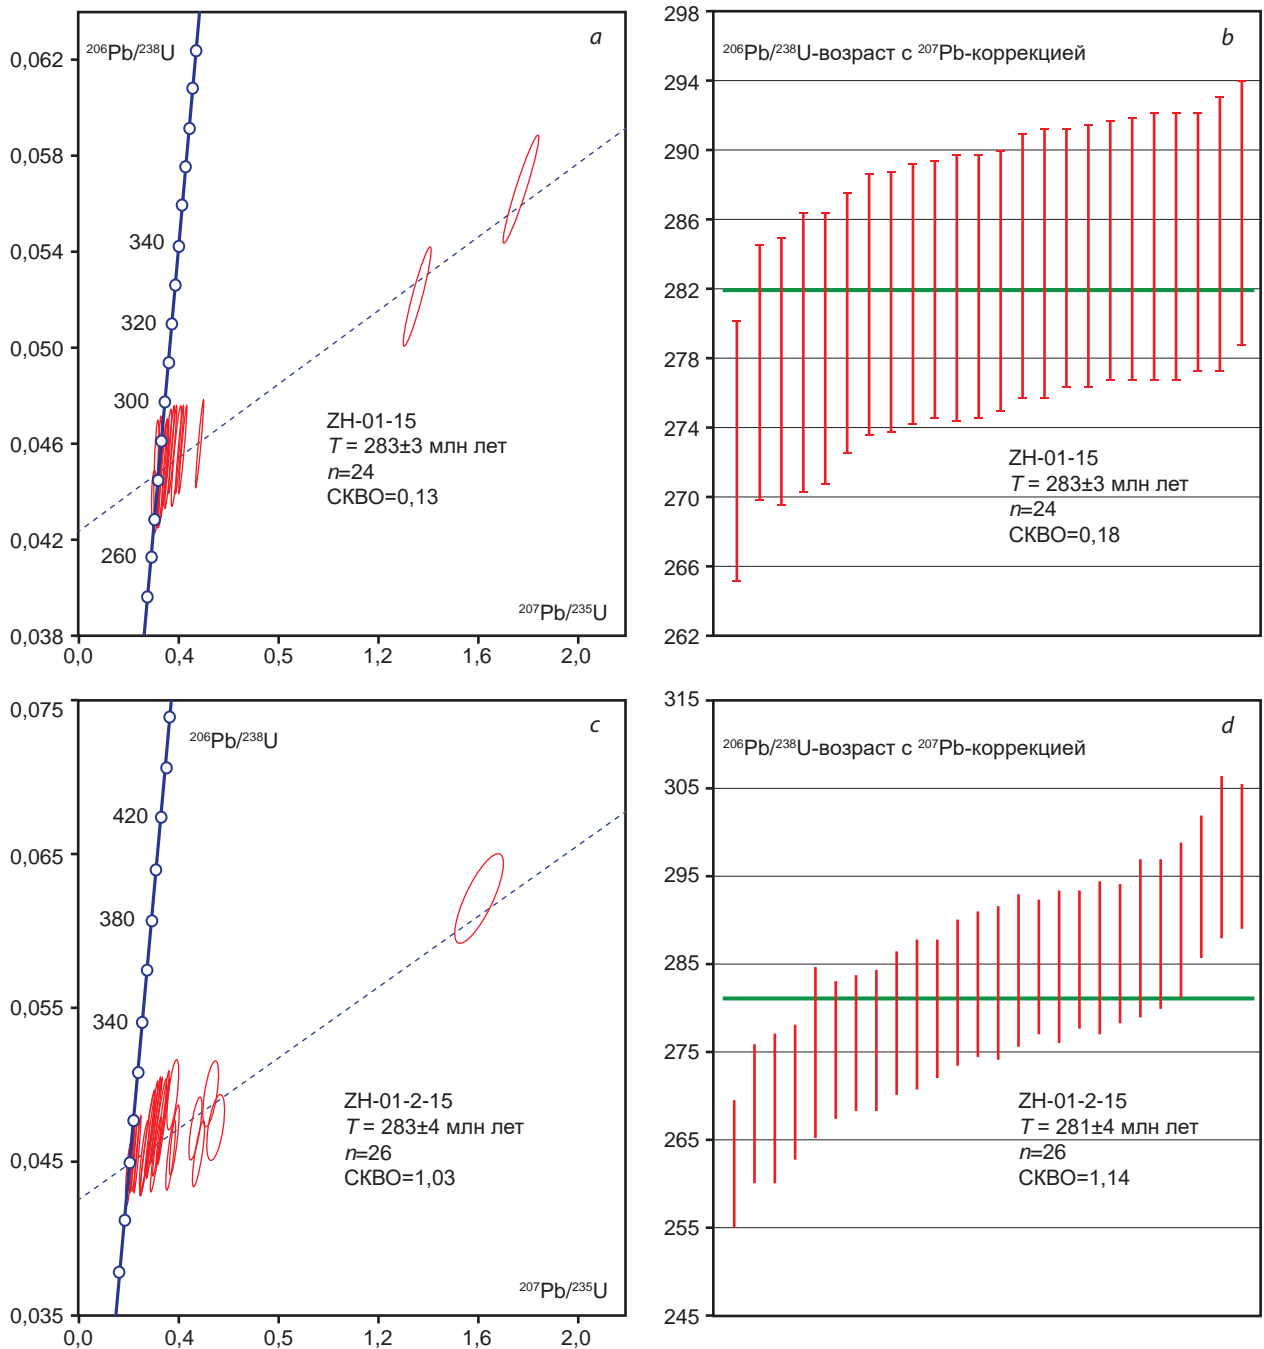 a
²⁰⁶Pb/²³⁸U
0,062
0,058
0,054
0,050
0,046
0,042
0,038
340
320
300
260
ZH-01-15
T = 283±3 млн лет
n=24
СКВО=0,13
²⁰⁷Pb/²³⁵U
0,0
0,4
0,5
1,2
1,6
2,0
b
²⁰⁶Pb/²³⁸U-возраст с ²⁰⁷Pb-коррекцией
298
294
290
286
282
278
274
270
266
262
ZH-01-15
T = 283±3 млн лет
n=24
СКВО=0,18
c
²⁰⁶Pb/²³⁸U
0,075
0,065
0,055
0,045
0,035
420
380
340
ZH-01-2-15
T = 283±4 млн лет
n=26
СКВО=1,03
²⁰⁷Pb/²³⁵U
0,0
0,4
0,5
1,2
1,6
2,0
d
²⁰⁶Pb/²³⁸U-возраст с ²⁰⁷Pb-коррекцией
315
305
295
285
275
265
255
245
ZH-01-2-15
T = 281±4 млн лет
n=26
СКВО=1,14